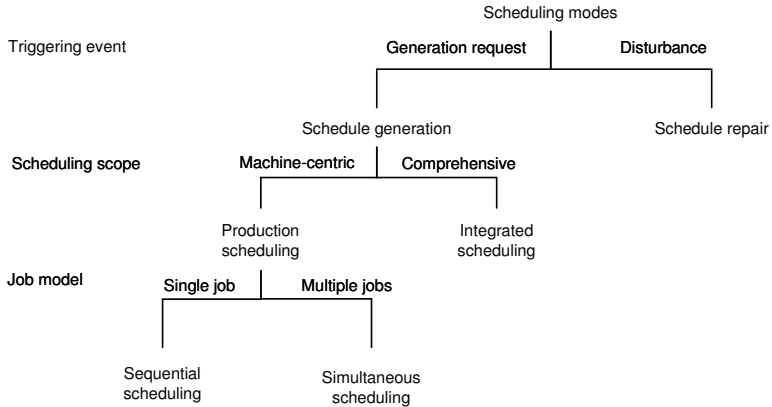 Scheduling modes
Triggering event
Generation request
Disturbance
Schedule generation
Schedule repair
Scheduling scope
Machine-centric
Comprehensive
Production
scheduling
Integrated
scheduling
Job model
Single job
Multiple jobs
Sequential
scheduling
Simultaneous
scheduling